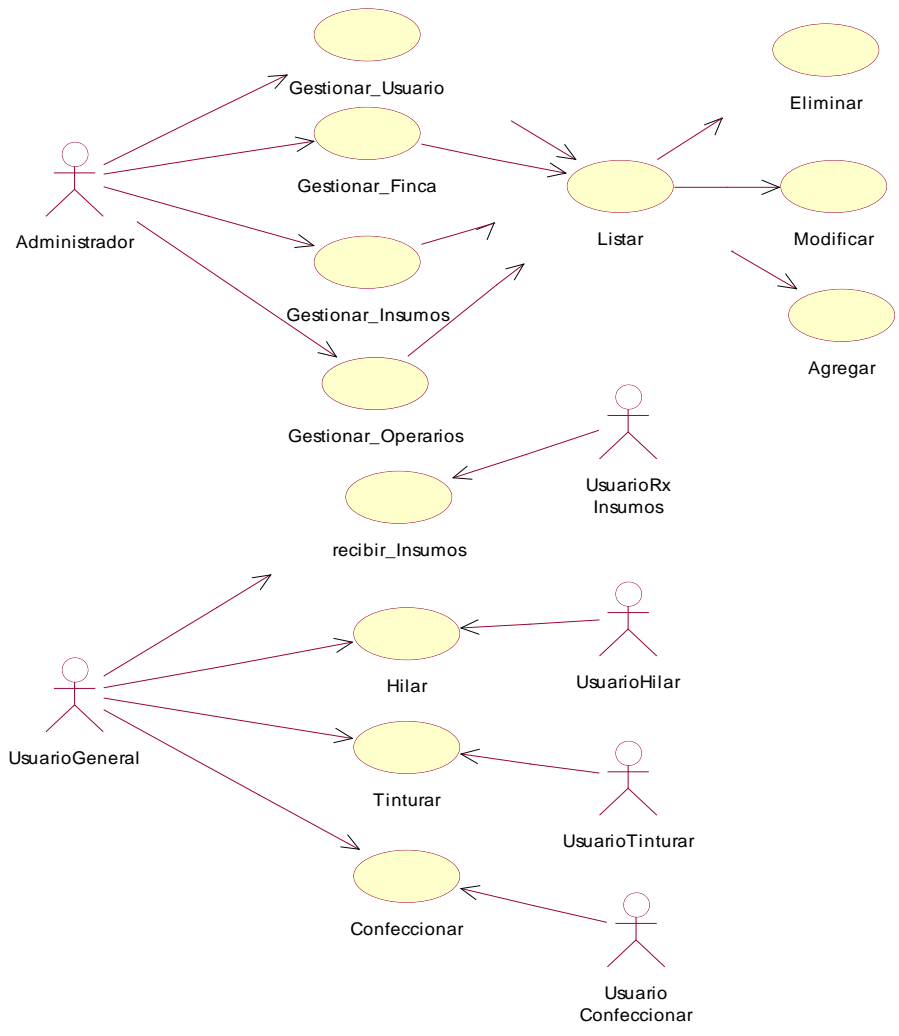 Gestionar_Usuario
Eliminar
Gestionar_Finca
Administrador
Listar
Modificar
Gestionar_Insumos
Agregar
Gestionar_Operarios
UsuarioRx
Insumos
recibir_Insumos
Hilar
UsuarioHilar
UsuarioGeneral
Tinturar
UsuarioTinturar
Confeccionar
Usuario
Confeccionar